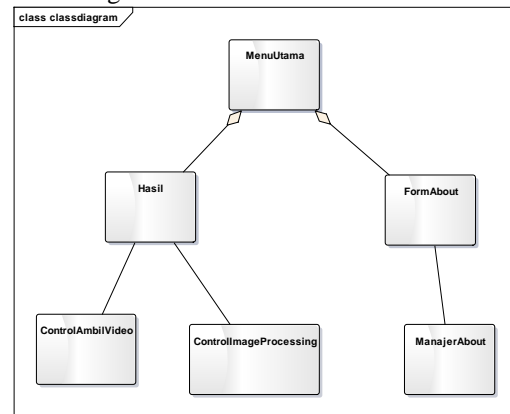 class classdiagram
MenuUtama
Hasil
FormAbout
ControlAmbilVideo
ControlImageProcessing
ManajerAbout